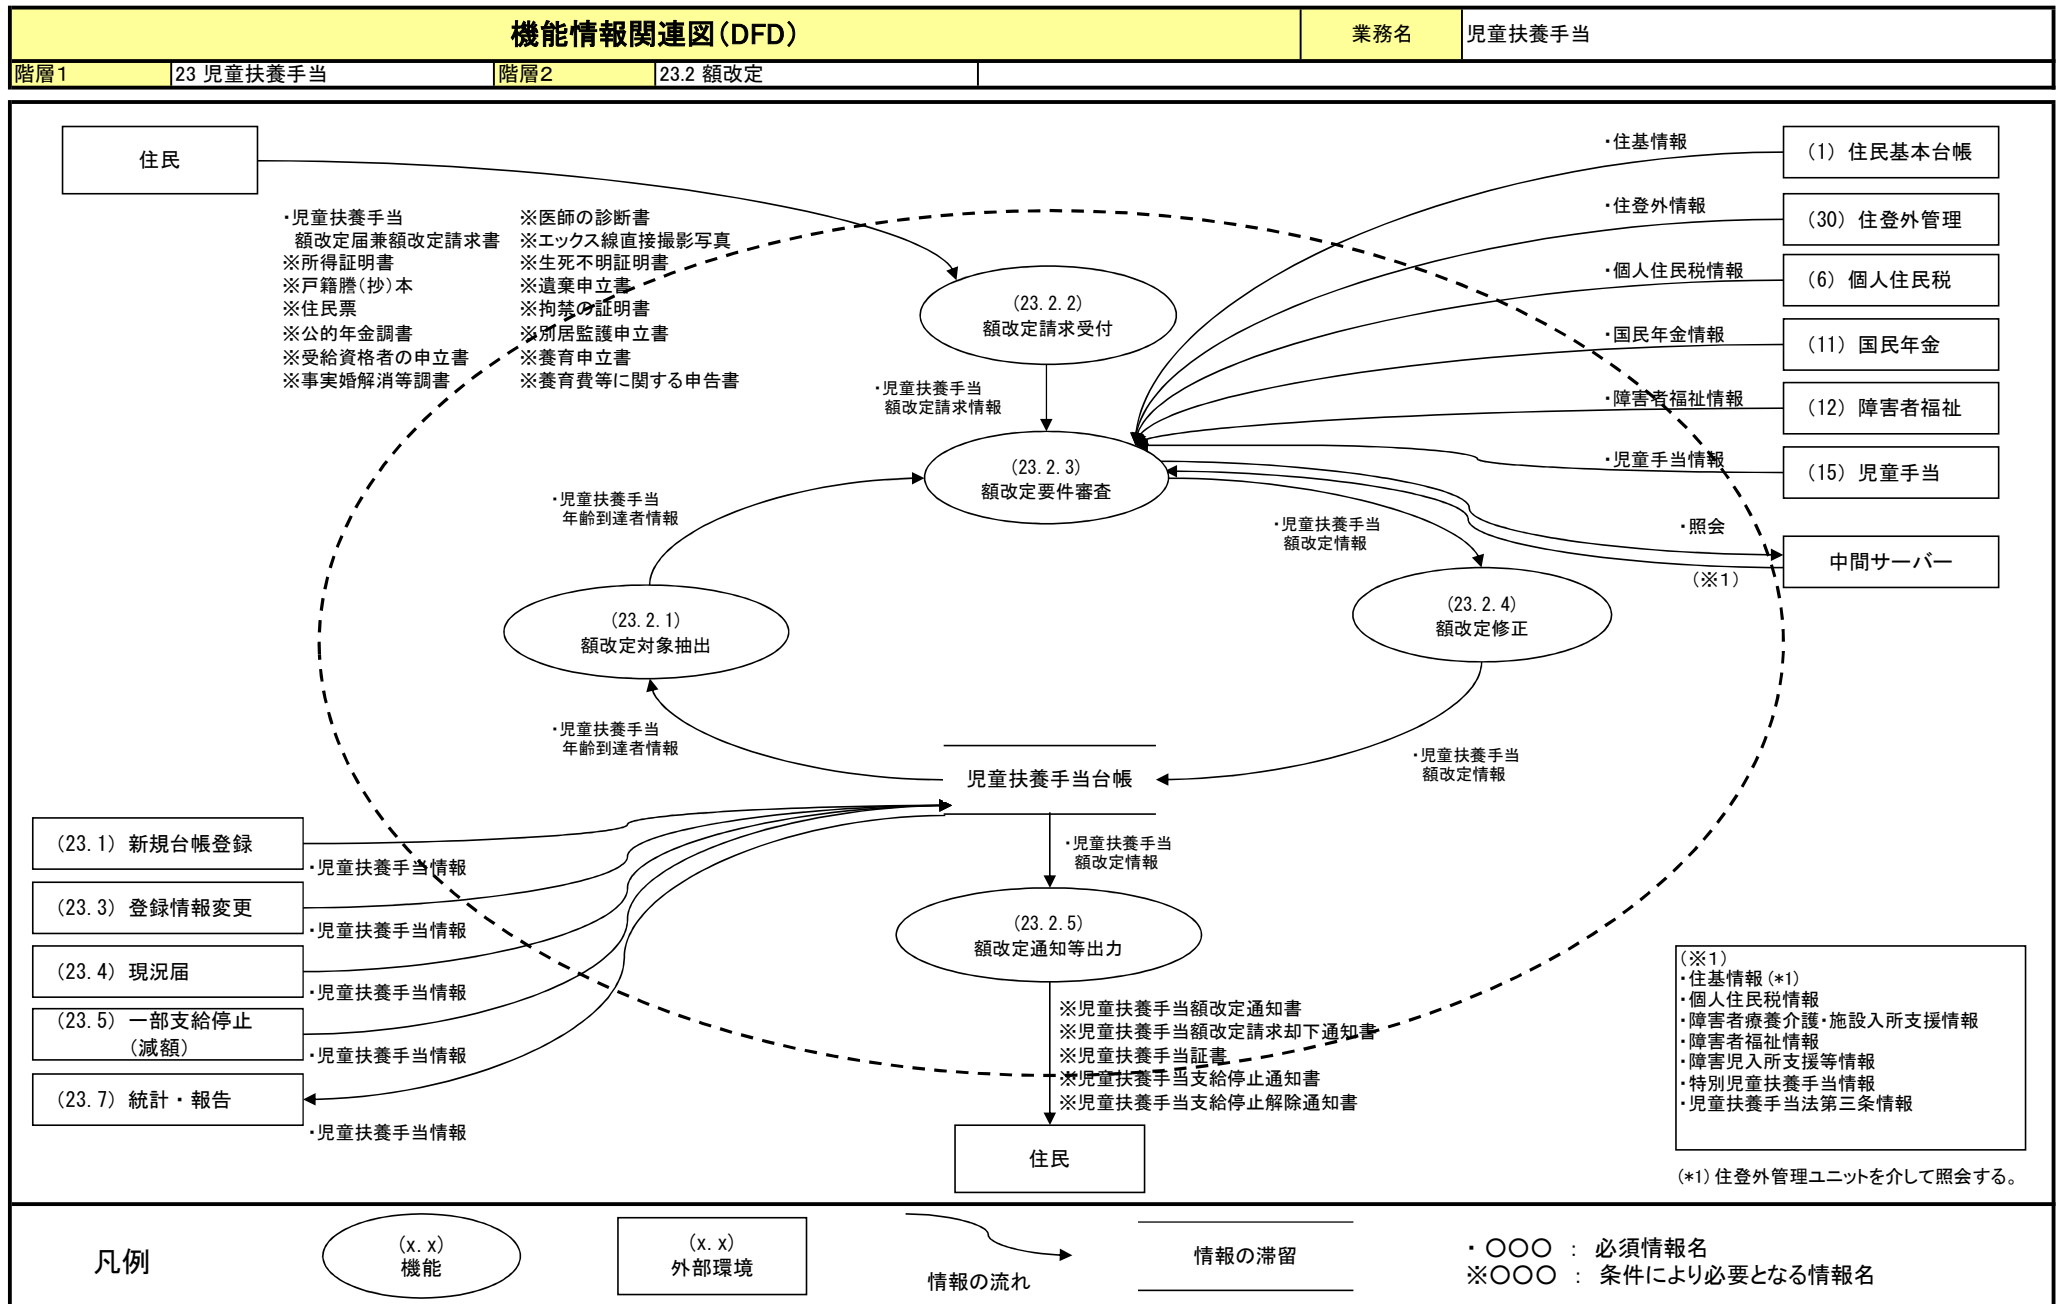 機能情報関連図(DFD)
業務名
児童扶養手当
階層1
23 児童扶養手当
階層2
23.2 額改定
住民
・児童扶養手当
額改定届兼額改定請求書
※所得証明書
※戸籍謄(抄)本
※住民票
※公的年金調書
※受給資格者の申立書
※事実婚解消等調書
※医師の診断書
※エックス線直接撮影写真
※生死不明証明書
※遺棄申立書
※拘禁の証明書
※別居監護申立書
※養育申立書
※養育費等に関する申告書
(23.2.2)
額改定請求受付
・児童扶養手当
額改定請求情報
・住基情報
(1) 住民基本台帳
・住登外情報
(30) 住登外管理
・個人住民税情報
(6) 個人住民税
・国民年金情報
(11) 国民年金
・障害者福祉情報
(12) 障害者福祉
・児童手当情報
(15) 児童手当
(23.2.3)
額改定要件審査
・児童扶養手当
年齢到達者情報
・児童扶養手当
額改定情報
・照会
中間サーバー
(※1)
(23.2.1)
額改定対象抽出
(23.2.4)
額改定修正
・児童扶養手当
年齢到達者情報
児童扶養手当台帳
・児童扶養手当
額改定情報
(23.1) 新規台帳登録
・児童扶養手当情報
(23.3) 登録情報変更
・児童扶養手当情報
(23.4) 現況届
・児童扶養手当情報
(23.5) 一部支給停止
(減額)
・児童扶養手当情報
(23.7) 統計・報告
・児童扶養手当情報
・児童扶養手当
額改定情報
(23.2.5)
額改定通知等出力
※児童扶養手当額改定通知書
※児童扶養手当額改定請求却下通知書
※児童扶養手当証書
※児童扶養手当支給停止通知書
※児童扶養手当支給停止解除通知書
住民
(※1)
・住基情報(*1)
・個人住民税情報
・障害者療養介護・施設入所支援情報
・障害者福祉情報
・障害児入所支援等情報
・特別児童扶養手当情報
・児童扶養手当法第三条情報
(*1)住登外管理ユニットを介して照会する。
凡例
(x.x)
機能
(x.x)
外部環境
情報の流れ
情報の滞留
・ ○○○ : 必須情報名
※○○○ : 条件により必要となる情報名